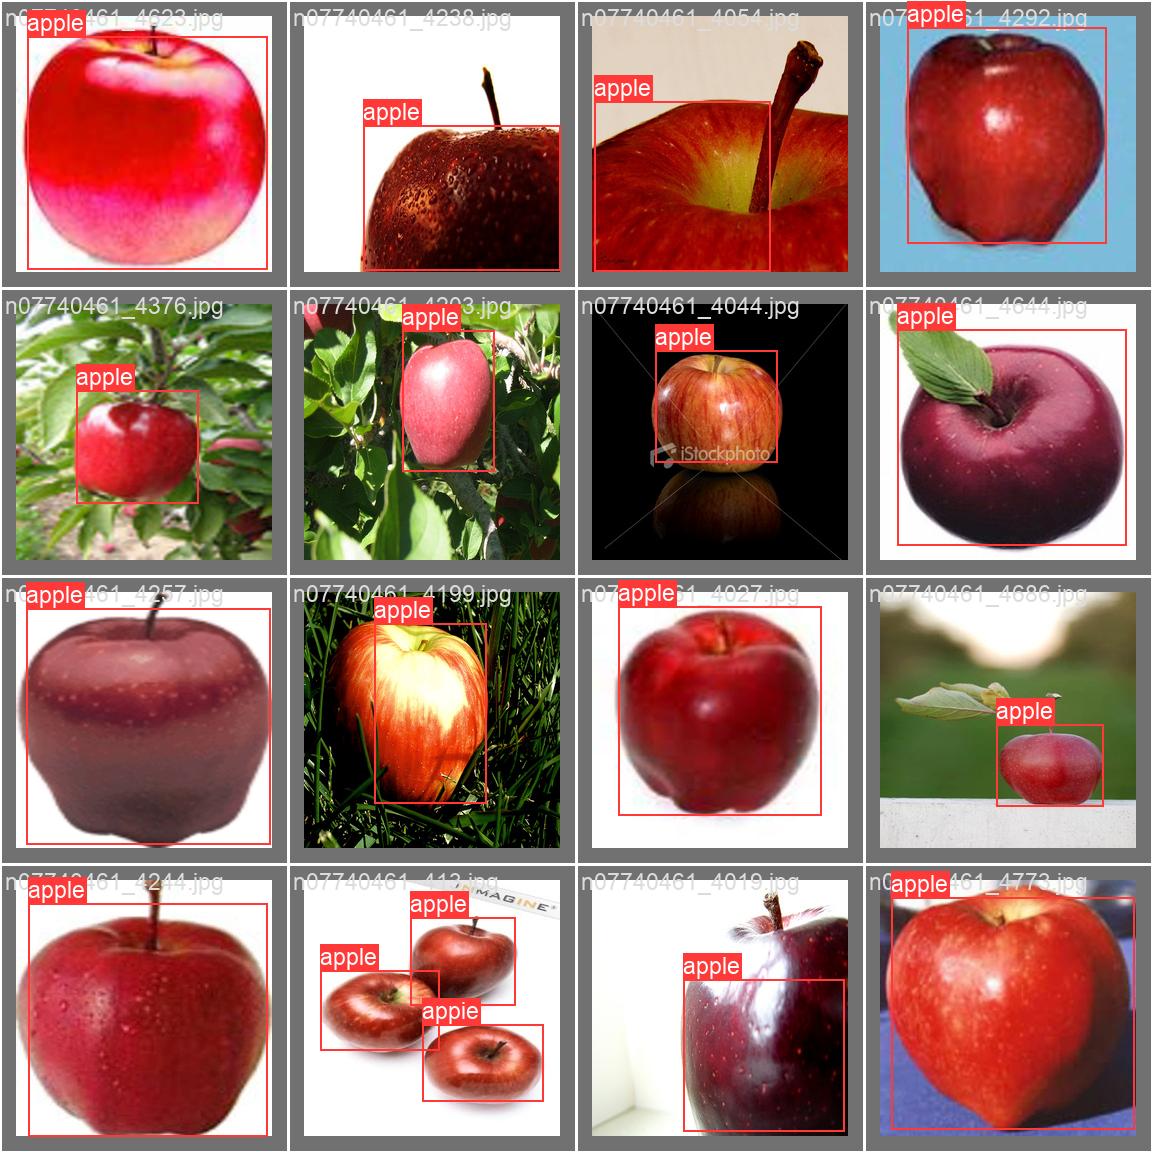 n07740461_4623.jpg
apple
n07740461_4238.jpg
apple
n07740461_4054.jpg
apple
n07740461_4292.jpg
apple
n07740461_4376.jpg
apple
n07740461_4203.jpg
apple
n07740461_4044.jpg
apple
iStockphoto
n07740461_4644.jpg
apple
n07740461_4257.jpg
apple
n07740461_4199.jpg
apple
n07740461_4027.jpg
apple
n07740461_4686.jpg
apple
n07740461_4244.jpg
apple
n07740461_413.jpg
INMAGINE®
apple
apple
apple
n07740461_4019.jpg
apple
n07740461_4773.jpg
apple